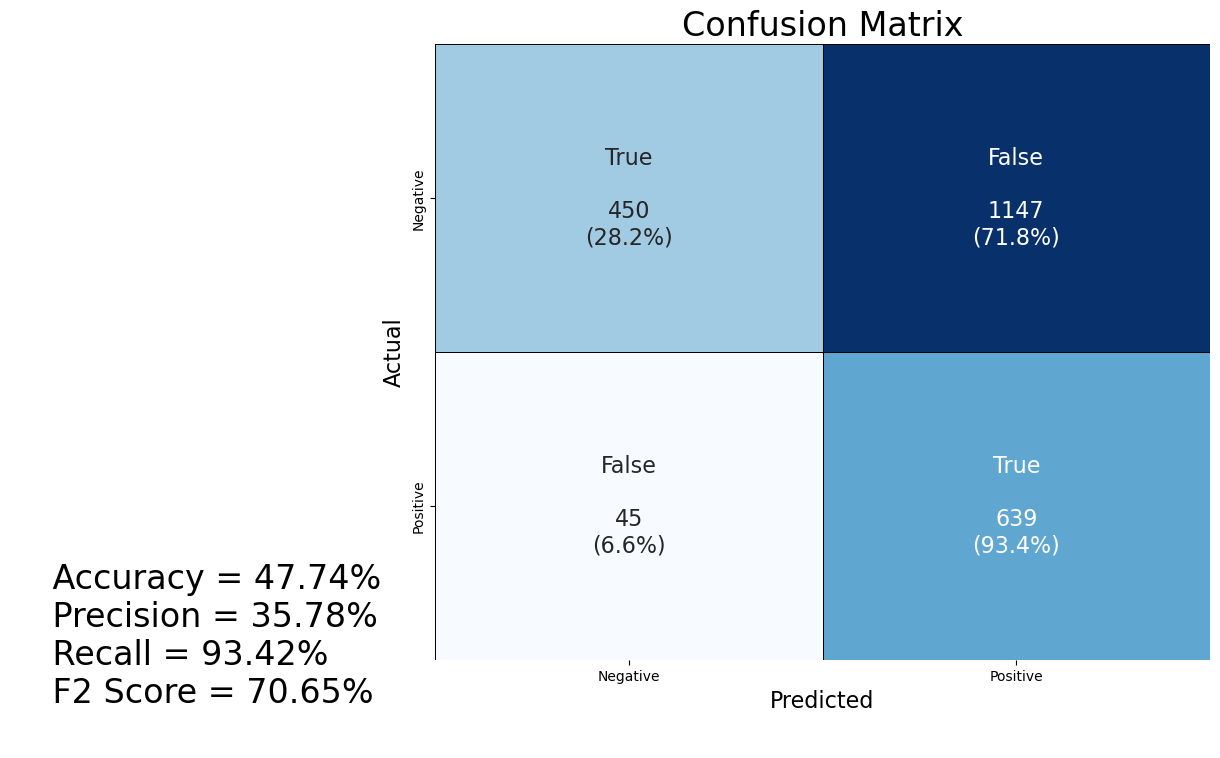 Confusion Matrix
True
450
(28.2%)
False
1147
(71.8%)
False
45
(6.6%)
True
639
(93.4%)
Negative
Positive
Actual
Negative
Positive
Predicted
Accuracy = 47.74%
Precision = 35.78%
Recall = 93.42%
F2 Score = 70.65%